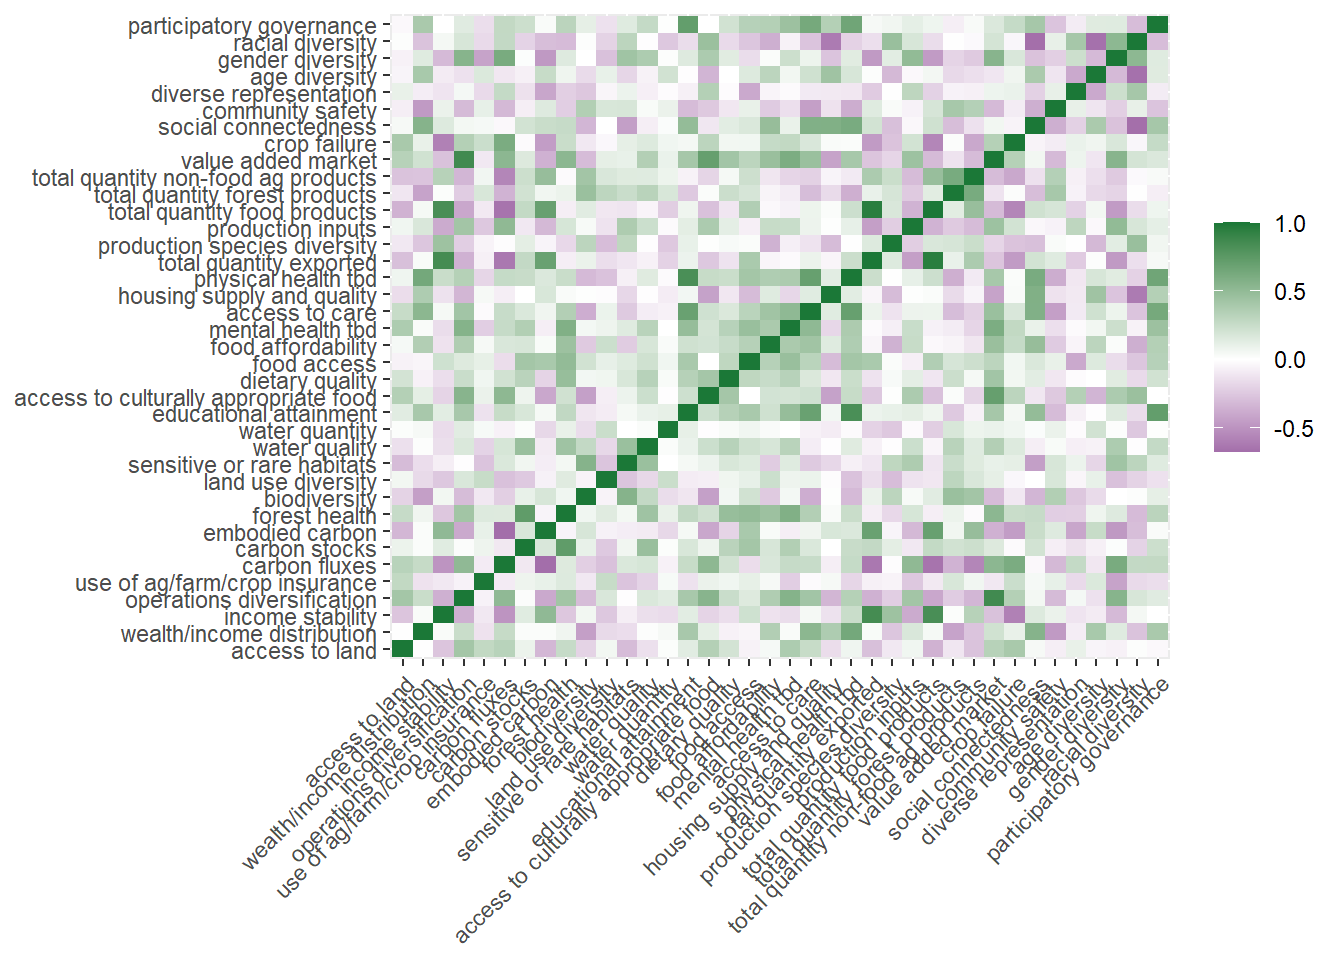 participatory governance
racial diversity
gender diversity
age diversity
diverse representation
community safety
social connectedness
crop failure
value added market
total quantity non-food ag products
total quantity forest products
total quantity food products
production inputs
production species diversity
total quantity exported
physical health tbd
housing supply and quality
access to care
mental health tbd
food affordability
food access
dietary quality
access to culturally appropriate food
educational attainment
water quantity
water quality
sensitive or rare habitats
land use diversity
biodiversity
forest health
embodied carbon
carbon stocks
carbon fluxes
use of ag/farm/crop insurance
operations diversification
income stability
wealth/income distribution
access to land
1.0
0.5
0.0
-0.5
access to land
wealth/income distribution
income stability
operations diversification
use of ag/farm/crop insurance
carbon fluxes
carbon stocks
embodied carbon
forest health
biodiversity
land use diversity
sensitive or rare habitats
water quality
water quantity
educational attainment
access to culturally appropriate food
dietary quality
food access
food affordability
mental health tbd
access to care
housing supply and quality
physical health tbd
total quantity exported
production species diversity
production inputs
total quantity food products
total quantity forest products
total quantity non-food ag products
value added market
crop failure
social connectedness
community safety
diverse representation
age diversity
gender diversity
racial diversity
participatory governance